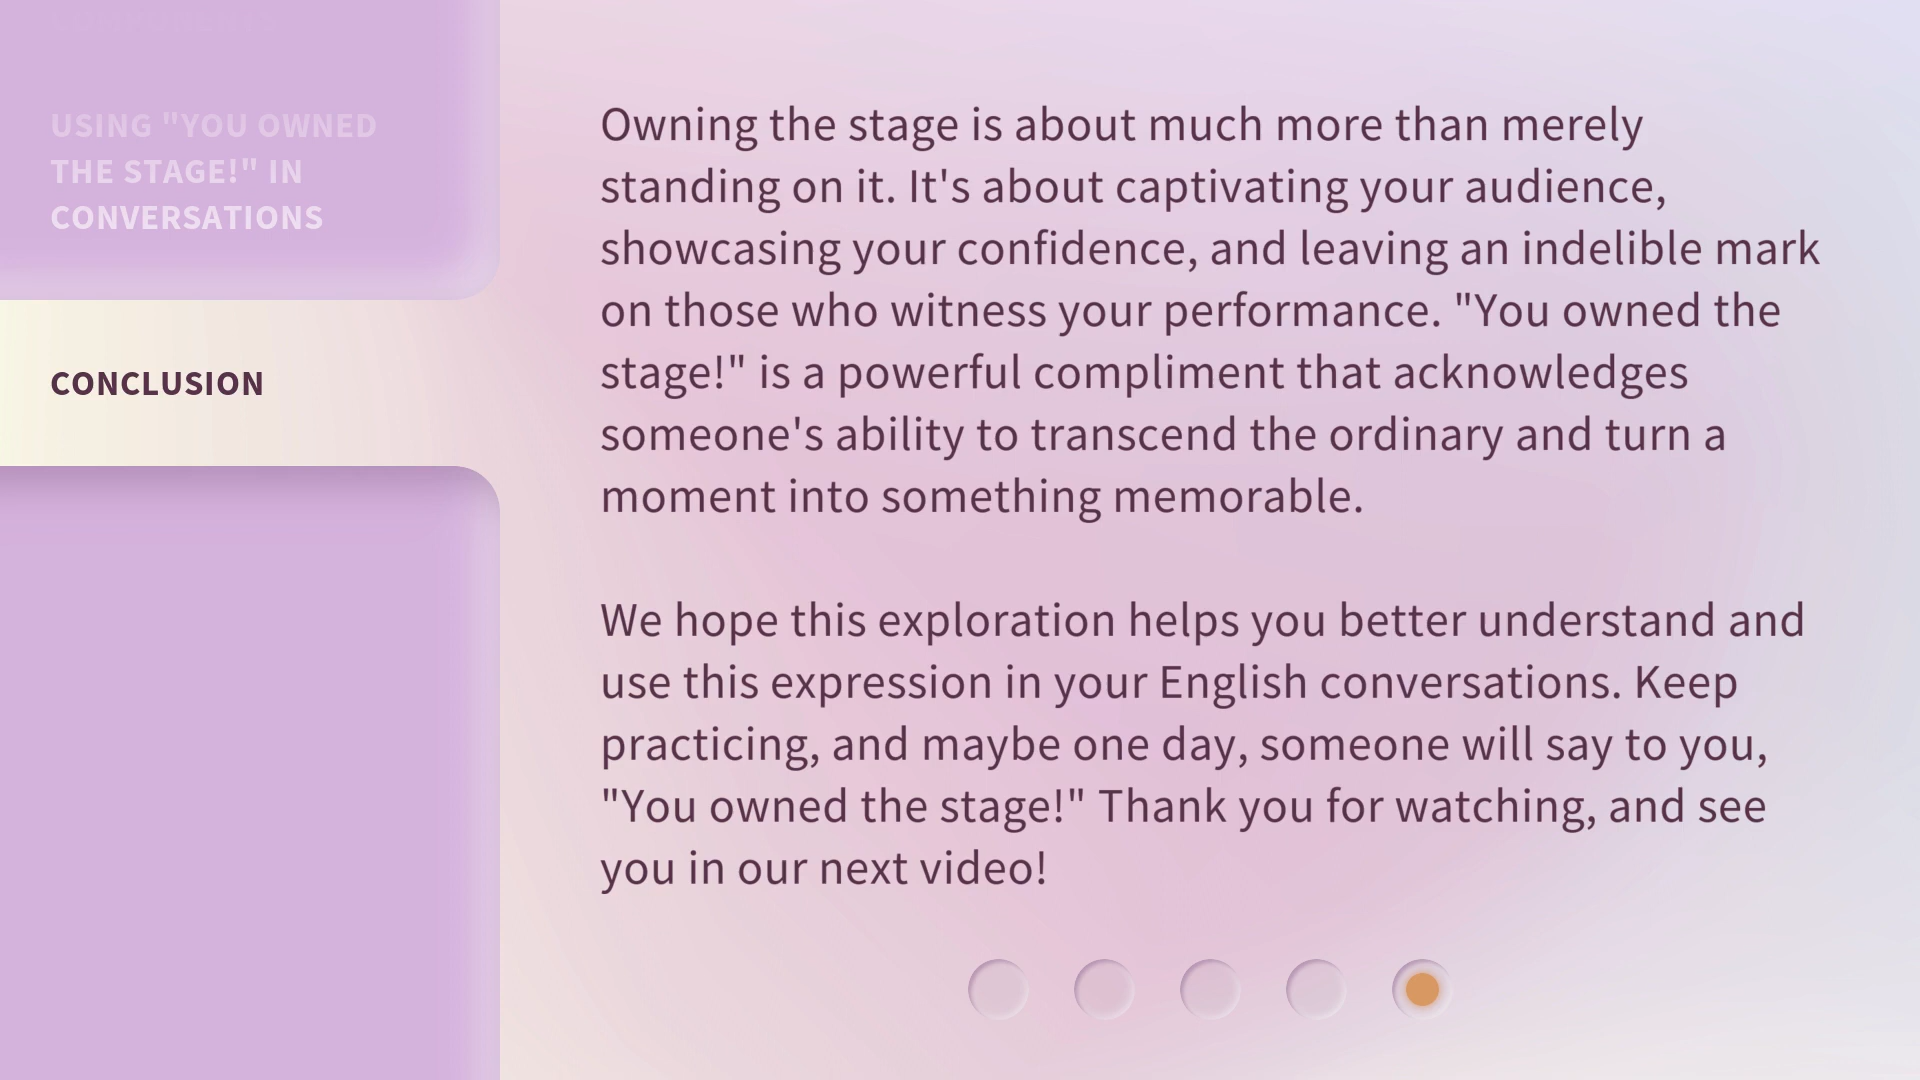 USING "YOU OWNED
THE STAGE!" IN
CONVERSATIONS
CONCLUSION
Owning the stage is about much more than merely
standing on it. It's about captivating your audience,
showcasing your confidence, and leaving an indelible mark
on those who witness your performance. "You owned the
stage!" is a powerful compliment that acknowledges
someone's ability to transcend the ordinary and turn a
moment into something memorable.
We hope this exploration helps you better understand and
use this expression in your English conversations. Keep
practicing, and maybe one day, someone will say to you,
"You owned the stage!" Thank you for watching, and see
you in our next video!